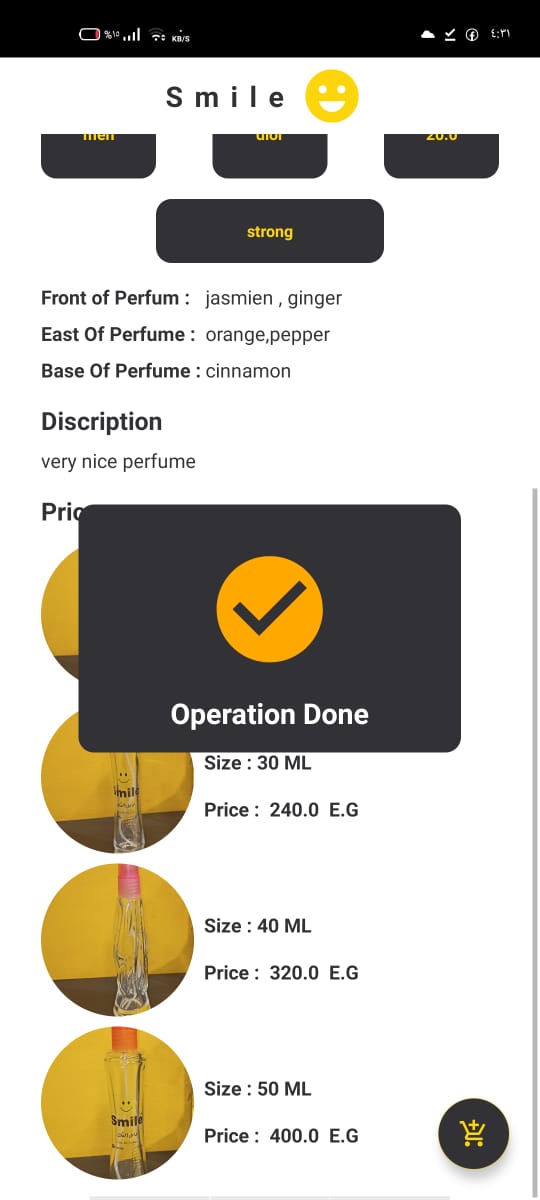 %١٥ KB/S ٤:٣١
Smile
men dior 20.0
strong
Front of Perfum : jasmien , ginger
East Of Perfume : orange,pepper
Base Of Perfume : cinnamon
Discription
very nice perfume
Pric
Operation Done
Size : 30 ML
Smile
Price : 240.0 E.G
Size : 40 ML
Price : 320.0 E.G
Size : 50 ML
Smile
Price : 400.0 E.G